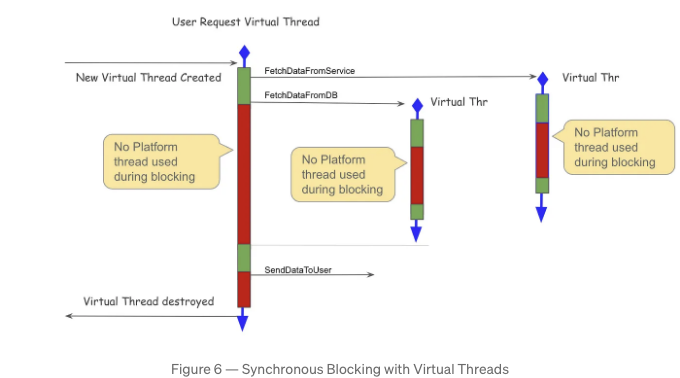 User Request Virtual Thread
FetchDataFromService
New Virtual Thread Created
Virtual Thr
FetchDataFromDB
Virtual Thr
No Platform
thread used
during blocking
No Platform
thread used
during blocking
No Platform
thread used
during blocking
SendDataToUser
Virtual Thread destroyed
Figure 6 — Synchronous Blocking with Virtual Threads